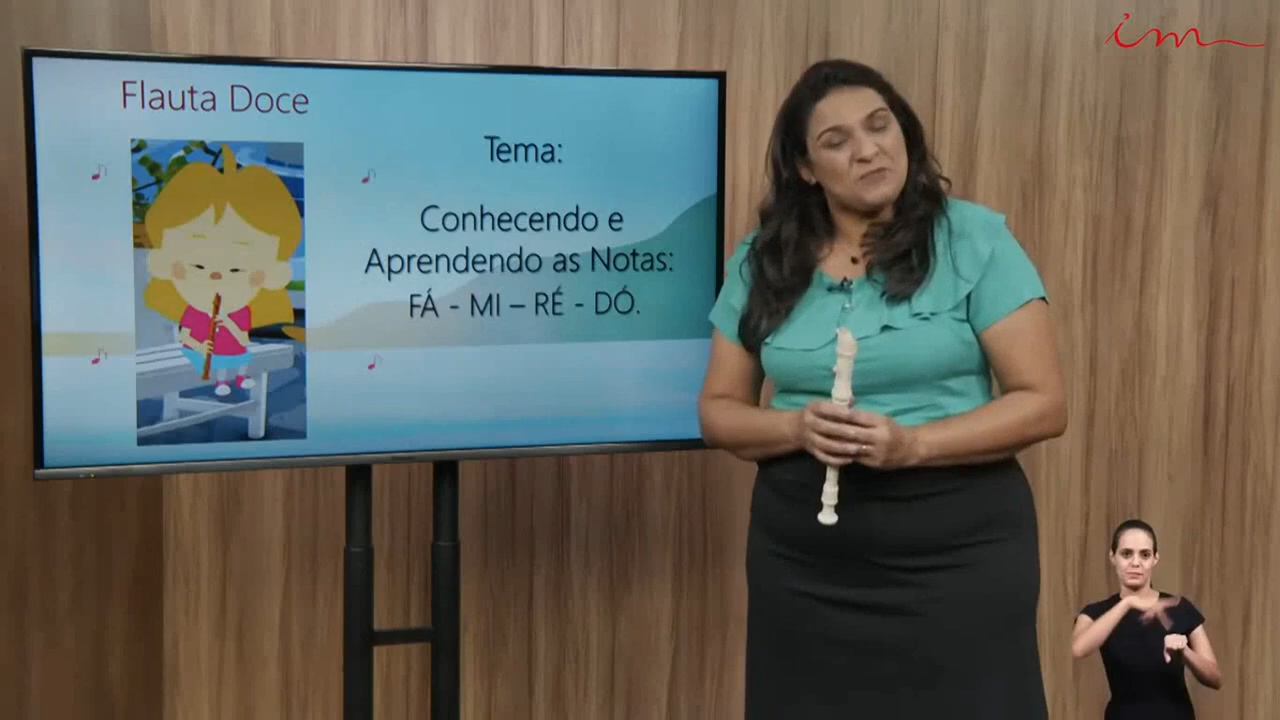 Flauta Doce
Tema:
Conhecendo e
Aprendendo as Notas:
FÁ - MI – RÉ - DÓ.
im